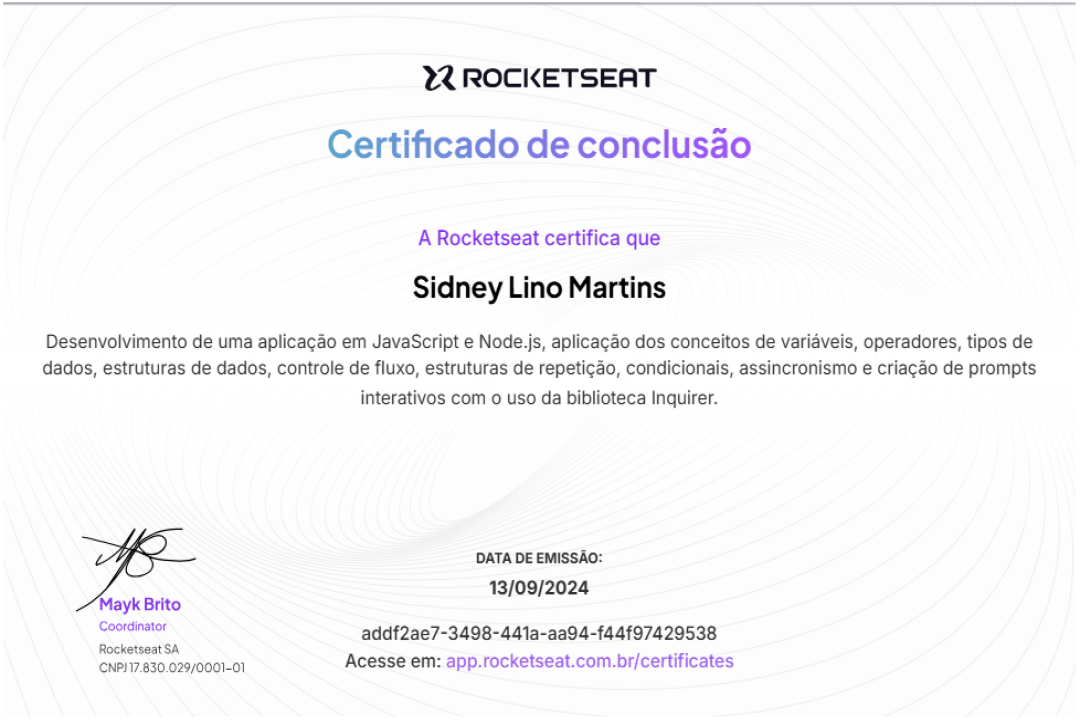 ROCKETSEAT
Certificado de conclusão
A Rocketseat certifica que
Sidney Lino Martins
Desenvolvimento de uma aplicação em JavaScript e Node.js, aplicação dos conceitos de variáveis, operadores, tipos de
dados, estruturas de dados, controle de fluxo, estruturas de repetição, condicionais, assincronismo e criação de prompts
interativos com o uso da biblioteca Inquirer.
Mayk Brito
Coordinator
Rocketseat SA
CNPJ 17.830.029/0001-01
DATA DE EMISSÃO:
13/09/2024
addf2ae7-3498-441a-aa94-f44f97429538
Acesse em: app.rocketseat.com.br/certificates